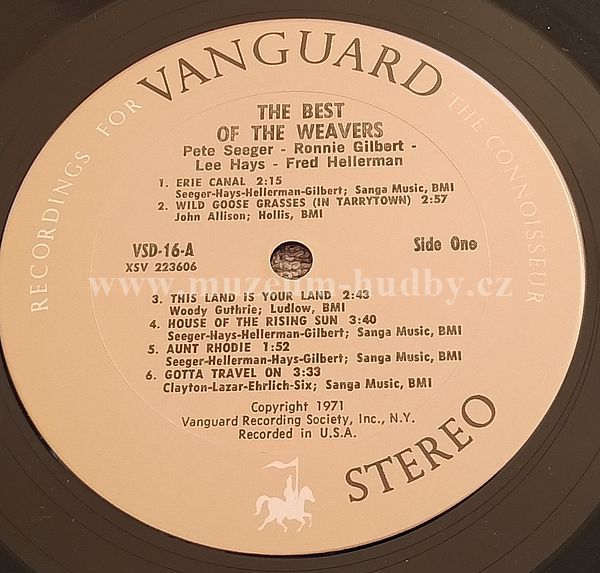 RECORDINGS FOR VANGUARD THE CONNOISSEUR
THE BEST
OF THE WEAVERS
Pete Seeger - Ronnie Gilbert -
Lee Hays - Fred Hellerman
1. ERIE CANAL 2:15
Seeger-Hays-Hellerman-Gilbert; Sanga Music, BMI
2. WILD GOOSE GRASSES (IN TARRYTOWN) 2:57
John Allison; Hollis, BMI
VSD-16-A Side One
XSV 223606
www.muzeum-hudby.cz
3. THIS LAND IS YOUR LAND 2:43
Woody Guthrie; Ludlow, BMI
4. HOUSE OF THE RISING SUN 3:40
Seeger-Hays-Hellerman-Gilbert; Sanga Music, BMI
5. AUNT RHODIE 1:52
Seeger-Hellerman-Hays-Gilbert; Sanga Music, BMI
6. GOTTA TRAVEL ON 3:33
Clayton-Lazar-Ehrlich-Six; Sanga Music, BMI
Copyright 1971
Vanguard Recording Society, Inc., N.Y.
Recorded in U.S.A.
STEREO